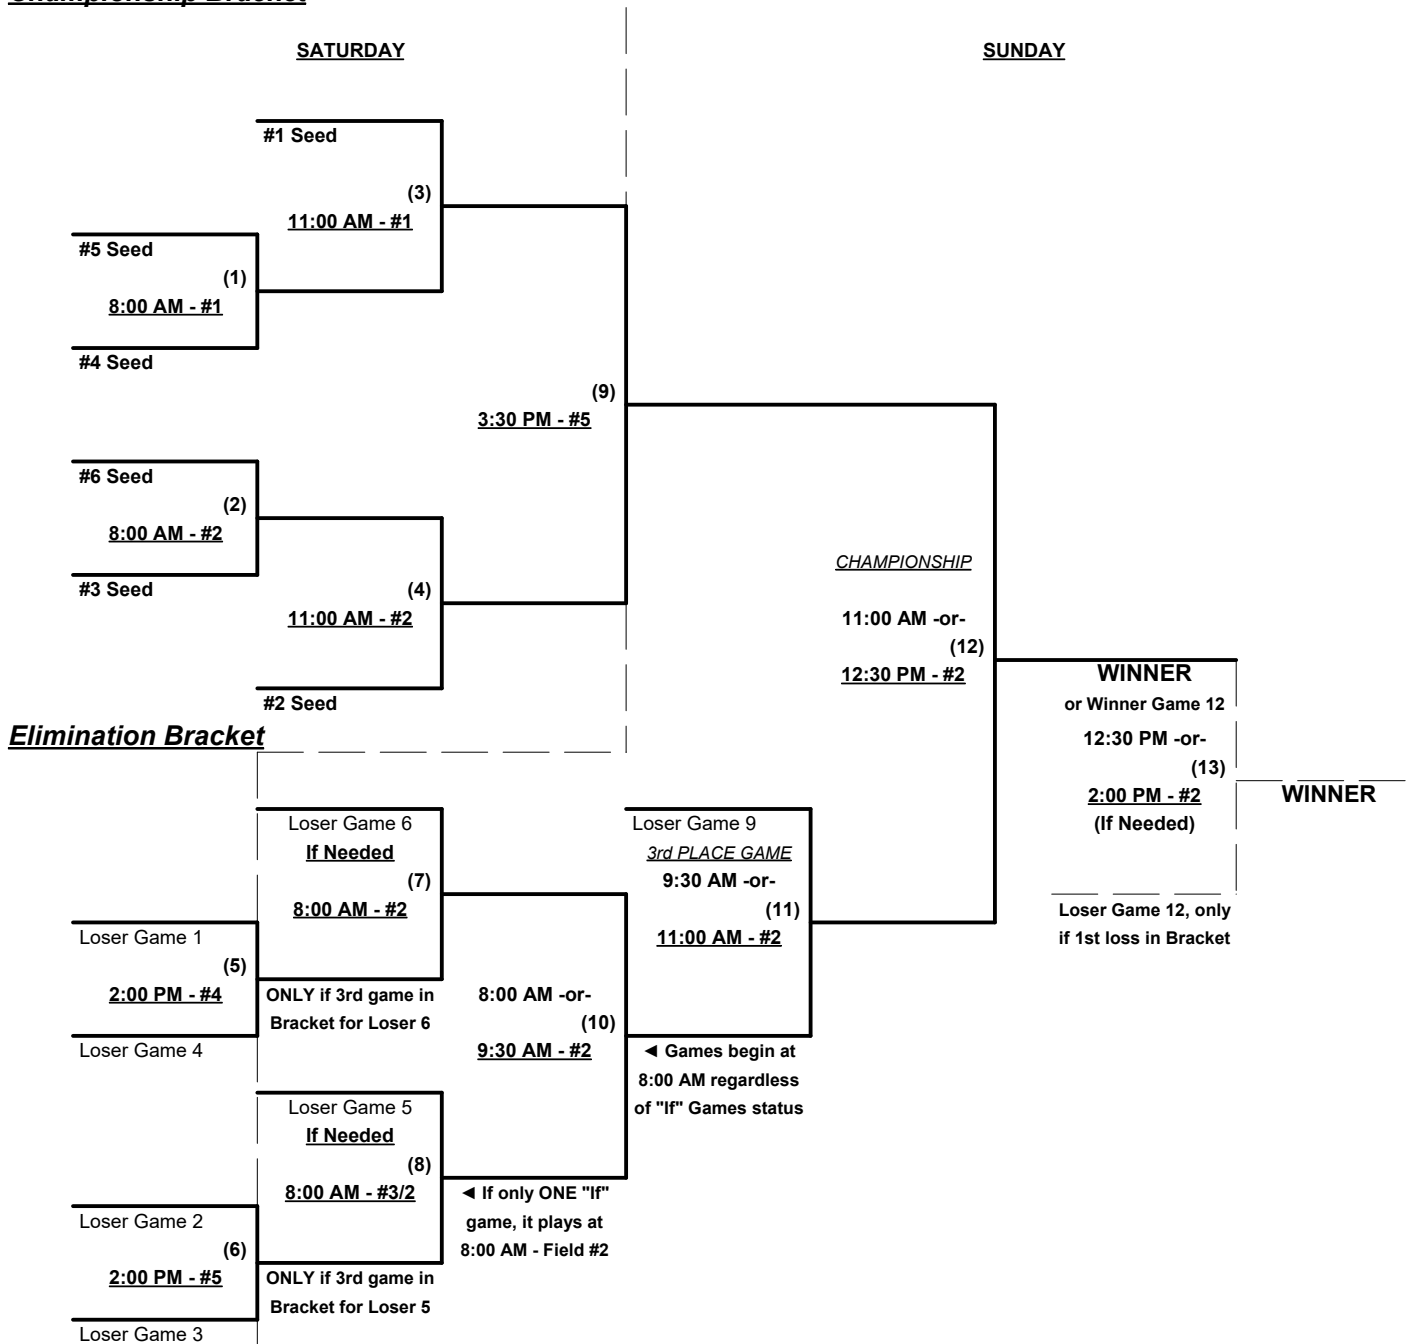 Championship Bracket
SATURDAY
SUNDAY
#1 Seed
(3)
11:00 AM - #1
#5 Seed
(1)
8:00 AM - #1
#4 Seed
(9)
3:30 PM - #5
#6 Seed
(2)
8:00 AM - #2
#3 Seed
(4)
11:00 AM - #2
#2 Seed
CHAMPIONSHIP
11:00 AM -or-
(12)
12:30 PM - #2
WINNER
or Winner Game 12
12:30 PM -or-
(13)
2:00 PM - #2
(If Needed)
WINNER
Loser Game 12, only
if 1st loss in Bracket
Elimination Bracket
Loser Game 6
If Needed
(7)
8:00 AM - #2
Loser Game 1
(5)
2:00 PM - #4
Loser Game 4
ONLY if 3rd game in
Bracket for Loser 6
8:00 AM -or-
(10)
9:30 AM - #2
Loser Game 9
3rd PLACE GAME
9:30 AM -or-
(11)
11:00 AM - #2
◄ Games begin at
8:00 AM regardless
of "If" Games status
Loser Game 5
If Needed
(8)
8:00 AM - #3/2
◄ If only ONE "If"
game, it plays at
8:00 AM - Field #2
Loser Game 2
(6)
2:00 PM - #5
Loser Game 3
ONLY if 3rd game in
Bracket for Loser 5